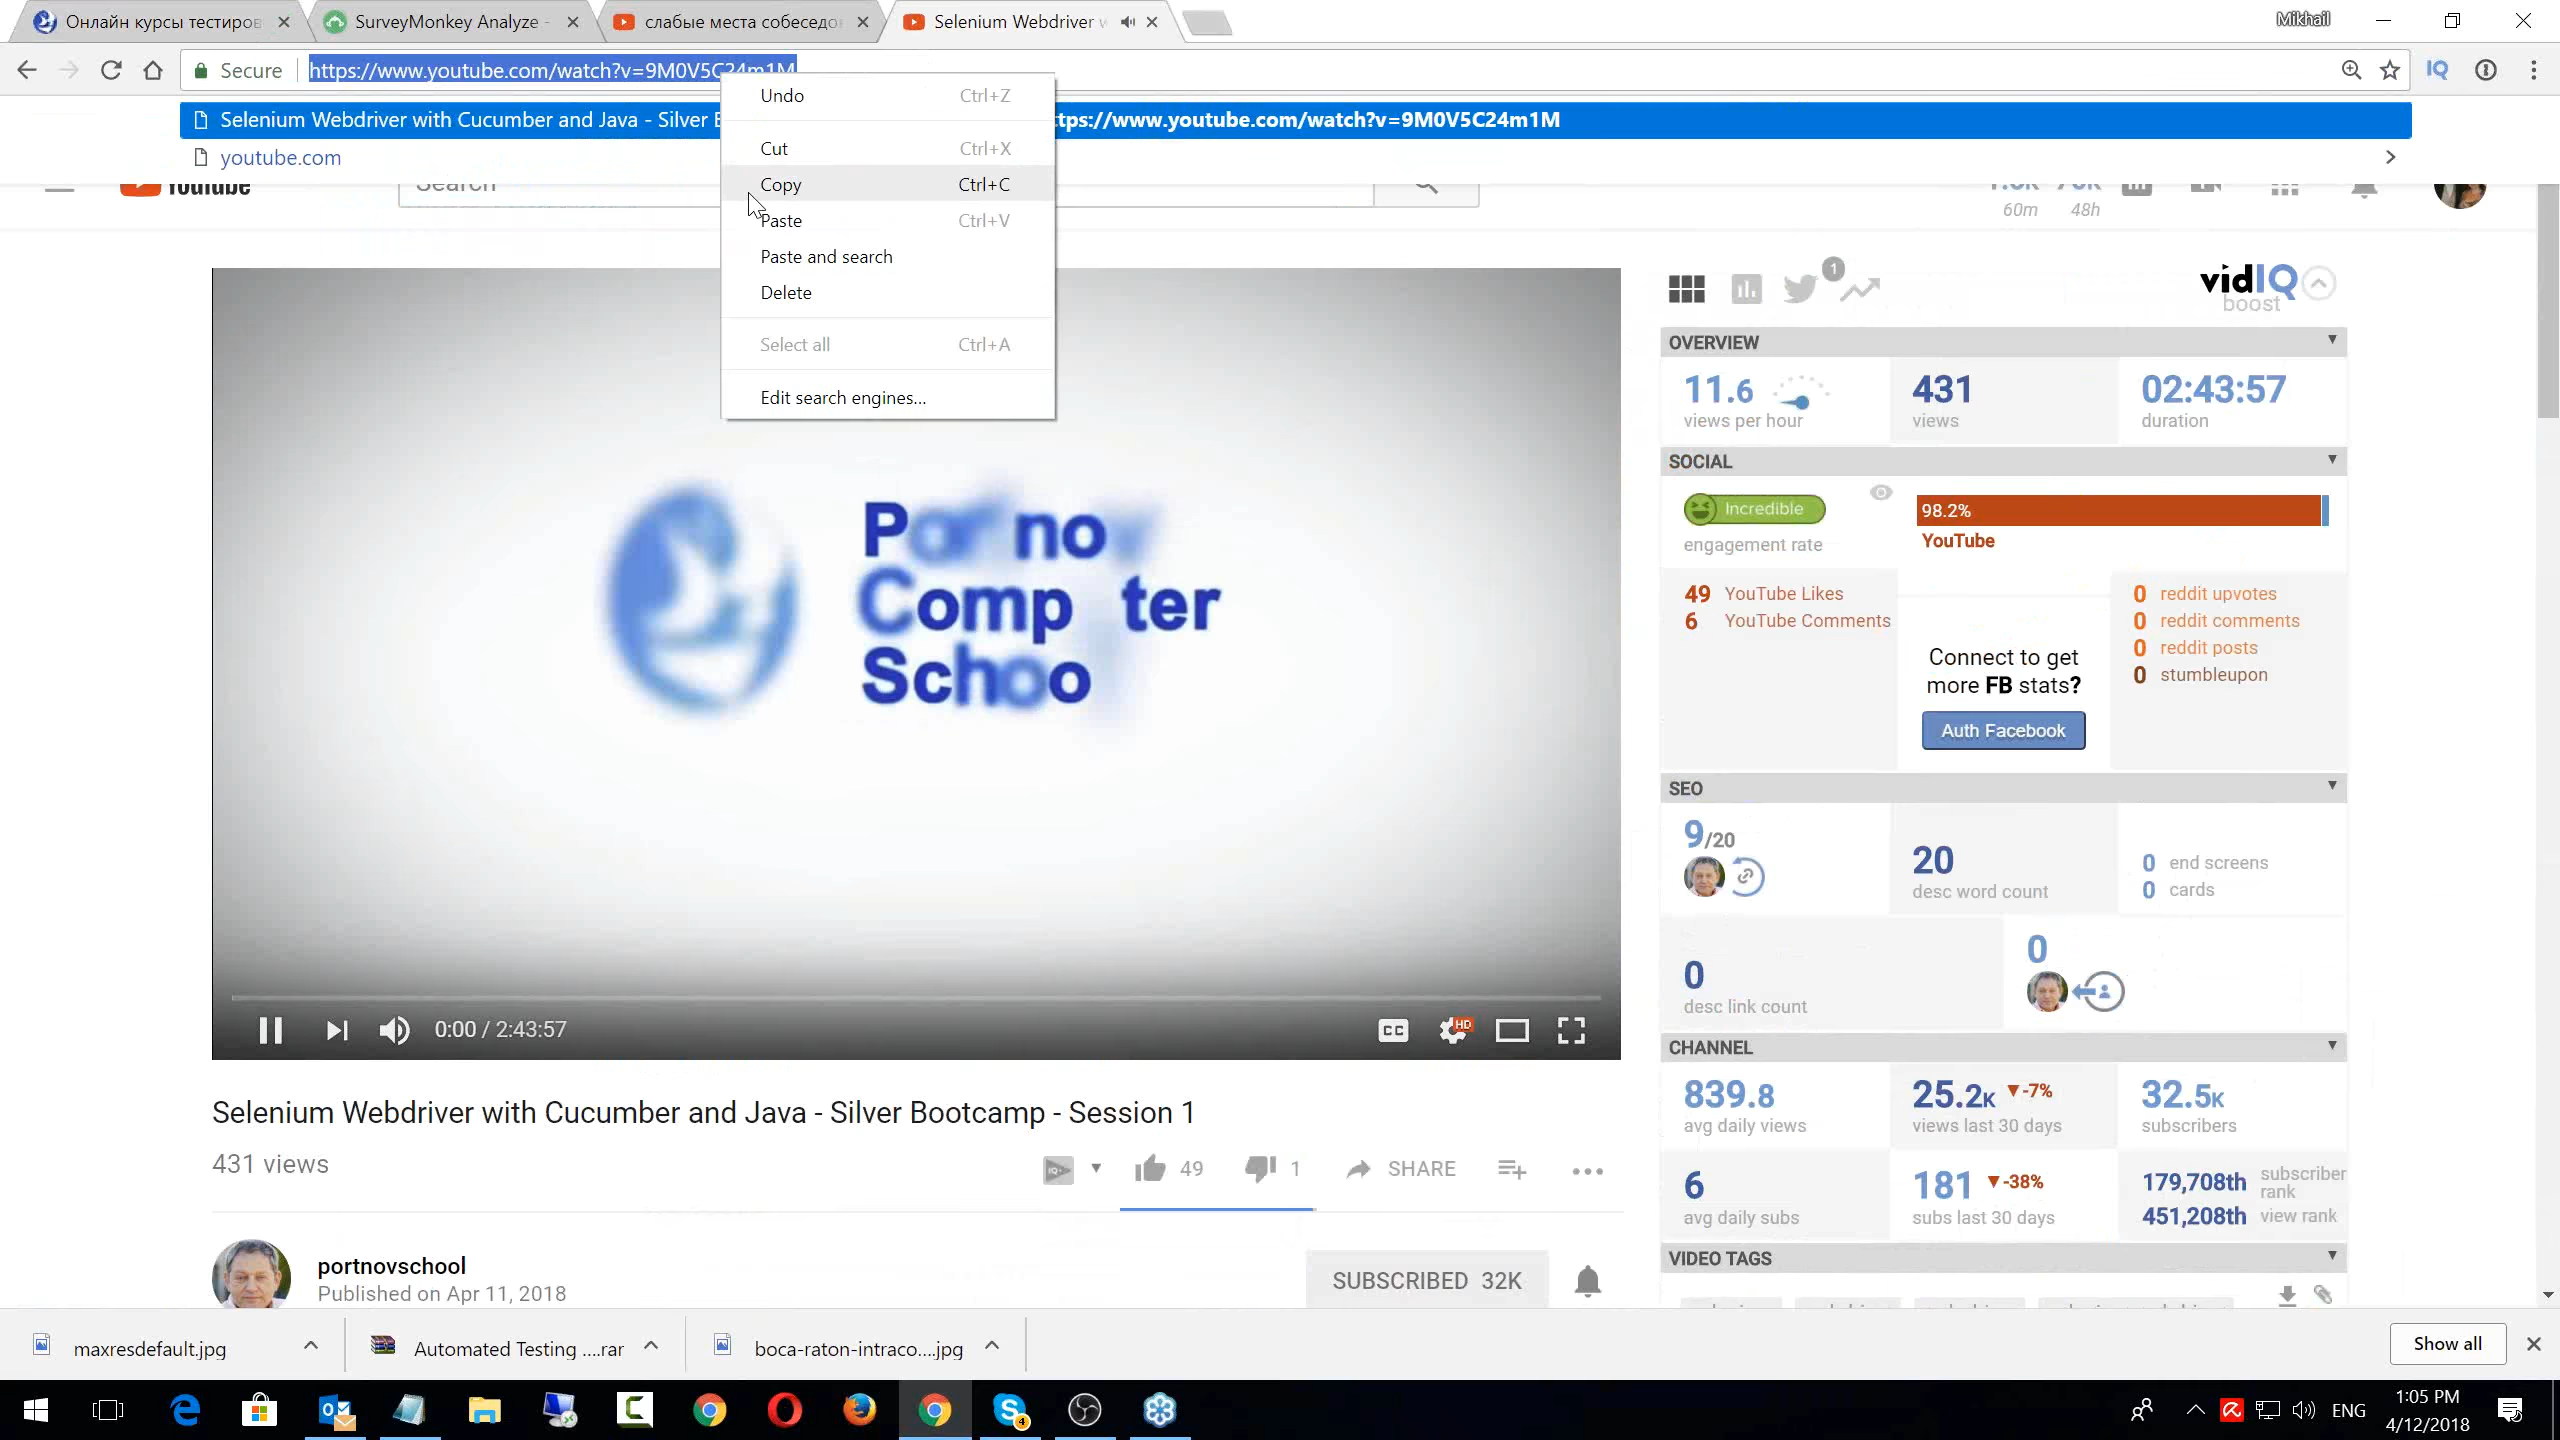 Онлайн курсы тестиров
SurveyMonkey Analyze -
слабые места собеседо
Selenium Webdriver w
Mikhail
Secure
https://www.youtube.com/watch?v=9M0V5C24m1M
Undo Ctrl+Z
Selenium Webdriver with Cucumber and Java - Silver
tps://www.youtube.com/watch?v=9M0V5C24m1M
Cut Ctrl+X
youtube.com
Copy Ctrl+C
YouTube
Search
Paste Ctrl+V
60m 48h
Paste and search
Delete
Select all Ctrl+A
Edit search engines...
Portnov
Comp ter
Schoo
0:00 / 2:43:57
CC
HD
Selenium Webdriver with Cucumber and Java - Silver Bootcamp - Session 1
431 views
IQ
49
1
SHARE
portnovschool
Published on Apr 11, 2018
SUBSCRIBED 32K
1
vidIQ
boost
OVERVIEW
11.6
views per hour
431
views
02:43:57
duration
SOCIAL
Incredible
engagement rate
98.2%
YouTube
49 YouTube Likes
6 YouTube Comments
Connect to get
more FB stats?
Auth Facebook
0 reddit upvotes
0 reddit comments
0 reddit posts
0 stumbleupon
SEO
9/20
20
desc word count
0 end screens
0 cards
0
desc link count
0
CHANNEL
839.8
avg daily views
25.2K -7%
views last 30 days
32.5K
subscribers
6
avg daily subs
181 -38%
subs last 30 days
179,708th subscriber
rank
451,208th view rank
VIDEO TAGS
maxresdefault.jpg
Automated Testing ....rar
boca-raton-intraco....jpg
Show all
4
ENG
1:05 PM
4/12/2018